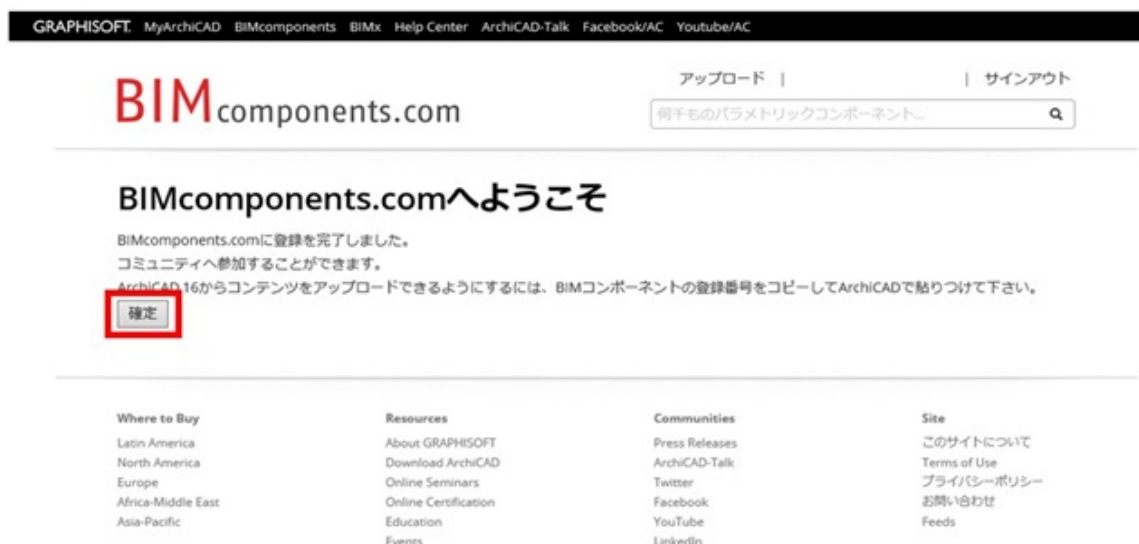 GRAPHISOFT. MyArchiCAD BIMcomponents BIMx Help Center ArchiCAD-Talk Facebook/AC Youtube/AC
アップロード | | サインアウト
BIMcomponents.com
何千ものパラメトリックコンポーネント...
BIMcomponents.comへようこそ
BIMcomponents.comに登録を完了しました。
コミュニティへ参加することができます。
ArchiCAD 16からコンテンツをアップロードできるようにするには、BIMコンポーネントの登録番号をコピーしてArchiCADで貼りつけて下さい。
確定
Where to Buy Resources Communities Site
Latin America About GRAPHISOFT Press Releases このサイトについて
North America Download ArchiCAD ArchiCAD-Talk Terms of Use
Europe Online Seminars Twitter プライバシーポリシー
Africa-Middle East Online Certification Facebook お問い合わせ
Asia-Pacific Education YouTube Feeds
Events LinkedIn